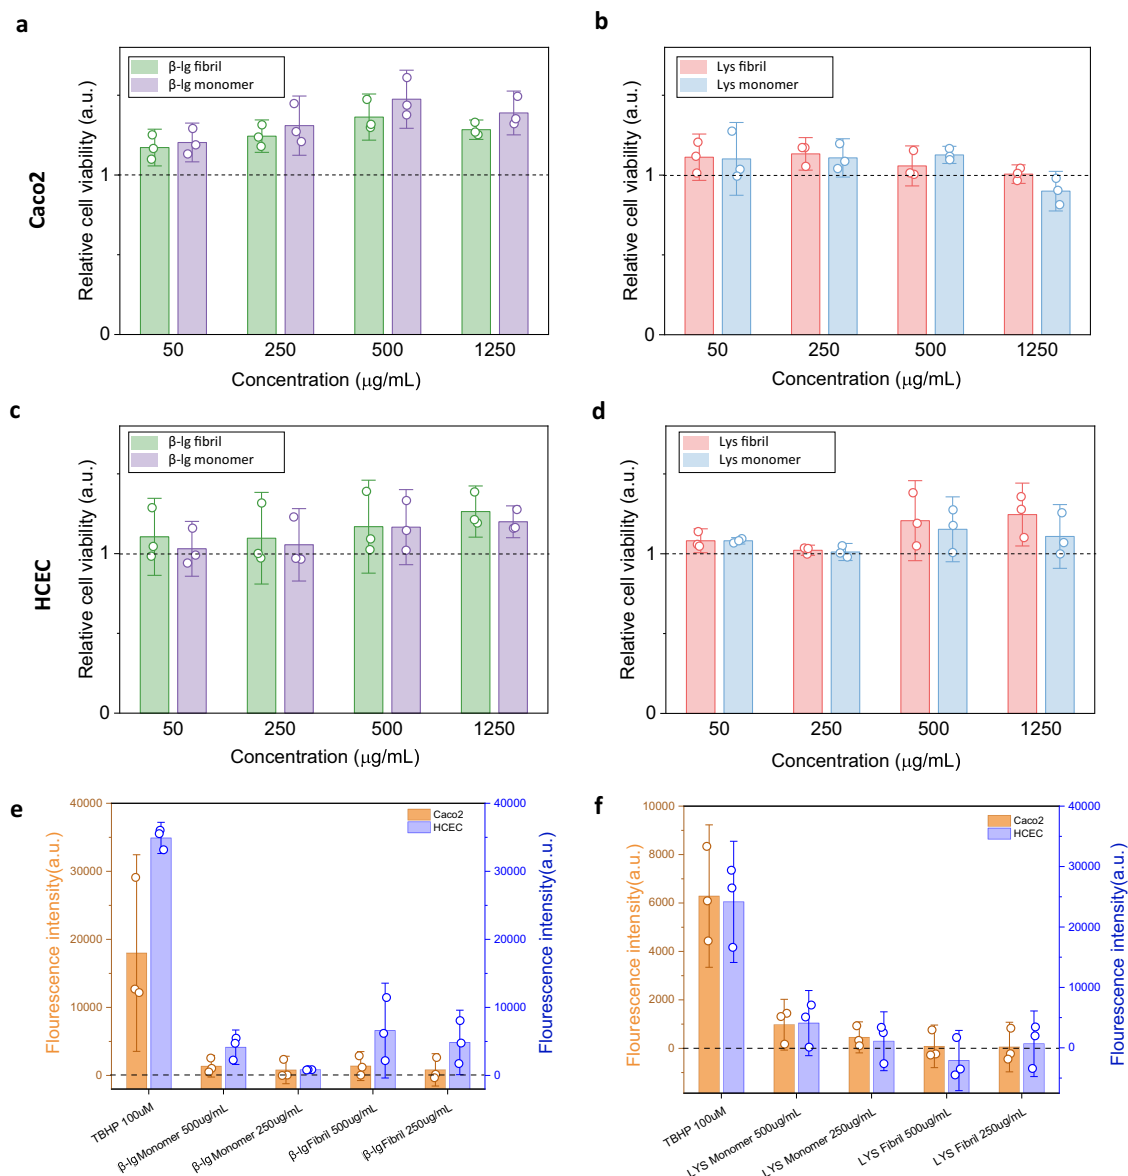 a
β-lg fibril
β-lg monomer
Relative cell viability (a.u.)
Caco2
1
0
50 250 500 1250
Concentration (μg/mL)
b
Lys fibril
Lys monomer
Relative cell viability (a.u.)
1
0
50 250 500 1250
Concentration (μg/mL)
c
β-lg fibril
β-lg monomer
Relative cell viability (a.u.)
HCEC
1
0
50 250 500 1250
Concentration (μg/mL)
d
Lys fibril
Lys monomer
Relative cell viability (a.u.)
1
0
50 250 500 1250
Concentration (μg/mL)
e
Caco2
HCEC
Flourescence intensity(a.u.)
40000
30000
20000
10000
0
40000
30000
20000
10000
0
Flourescence intensity(a.u.)
TBHP 100uM
β-lg Monomer 500ug/mL
β-lg Monomer 250ug/mL
β-lg Fibril 500ug/mL
β-lg Fibril 250ug/mL
f
Caco2
HCEC
Flourescence intensity(a.u.)
10000
8000
6000
4000
2000
0
40000
30000
20000
10000
0
Flourescence intensity(a.u.)
TBHP 100uM
LYS Monomer 500ug/mL
LYS Monomer 250ug/mL
LYS Fibril 500ug/mL
LYS Fibril 250ug/mL